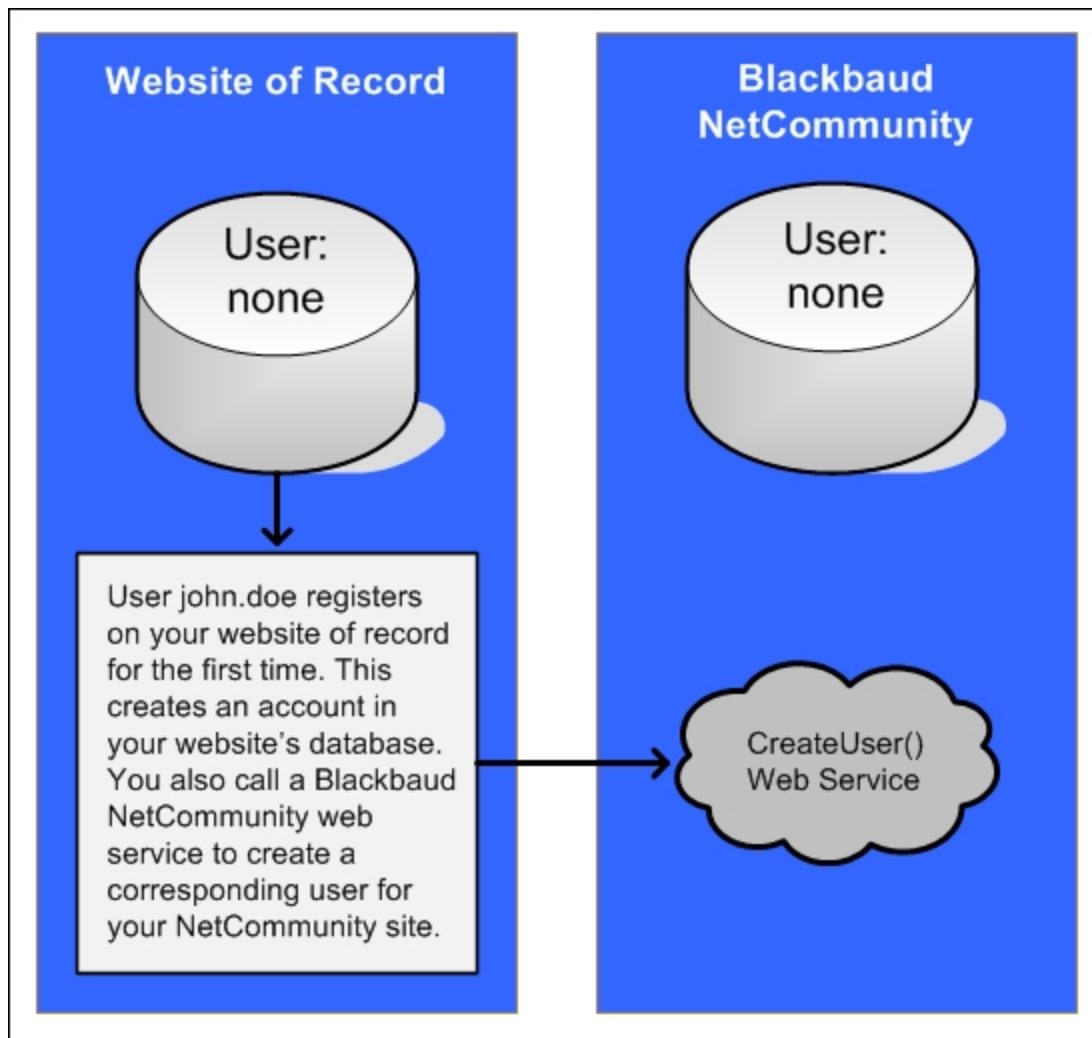 Website of Record
User:
none
User john.doe registers
on your website of record
for the first time. This
creates an account in
your website's database.
You also call a Blackbaud
NetCommunity web
service to create a
corresponding user for
your NetCommunity site.
Blackbaud
NetCommunity
User:
none
CreateUser()
Web Service